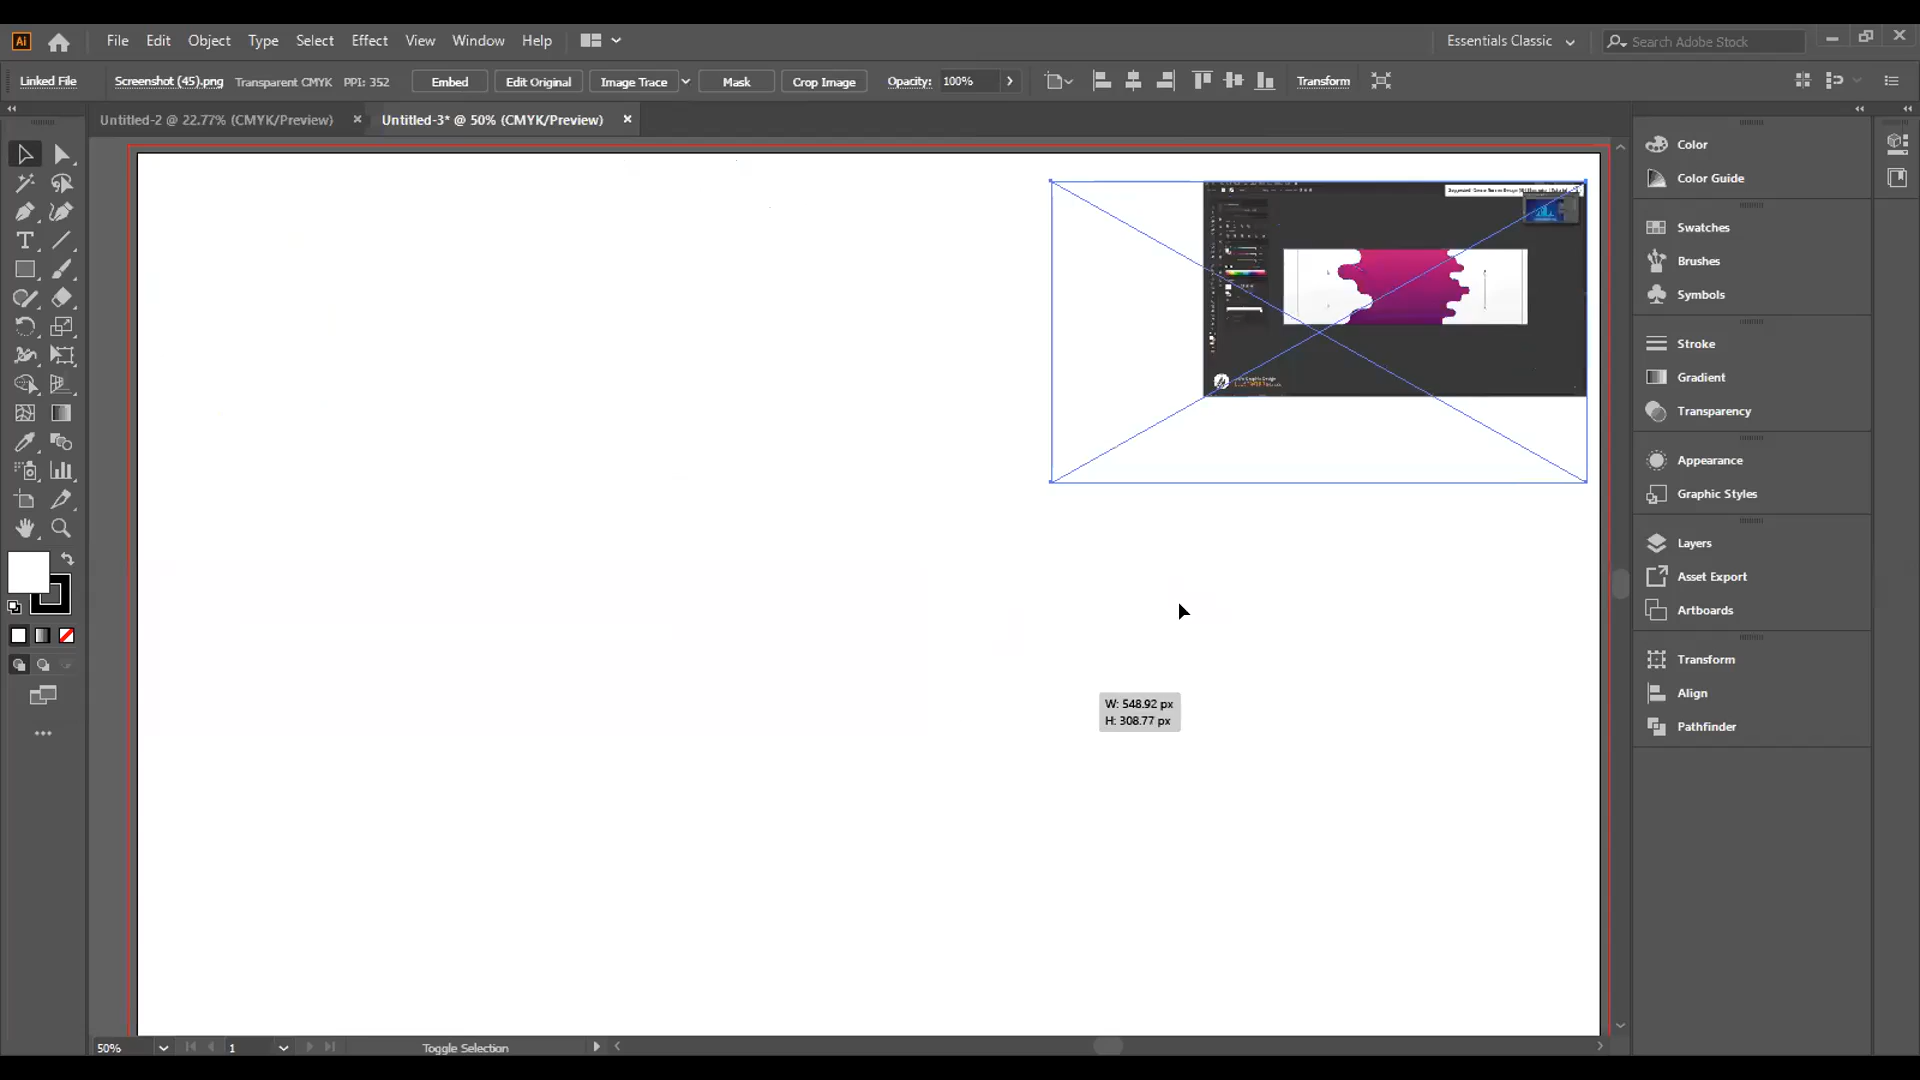 Ai File Edit Object Type Select Effect View Window Help Essentials Classic Search Adobe Stock
Linked File Screenshot (45).png Transparent CMYK PPI: 352 Embed Edit Original Image Trace Mask Crop Image Opacity: 100% Transform
Untitled-2 @ 22.77% (CMYK/Preview) Untitled-3* @ 50% (CMYK/Preview)
Color
Color Guide
Swatches
Brushes
Symbols
Stroke
Gradient
Transparency
Appearance
Graphic Styles
Layers
Asset Export
Artboards
Transform
Align
Pathfinder
W: 548.92 px
H: 308.77 px
50% 1 Toggle Selection